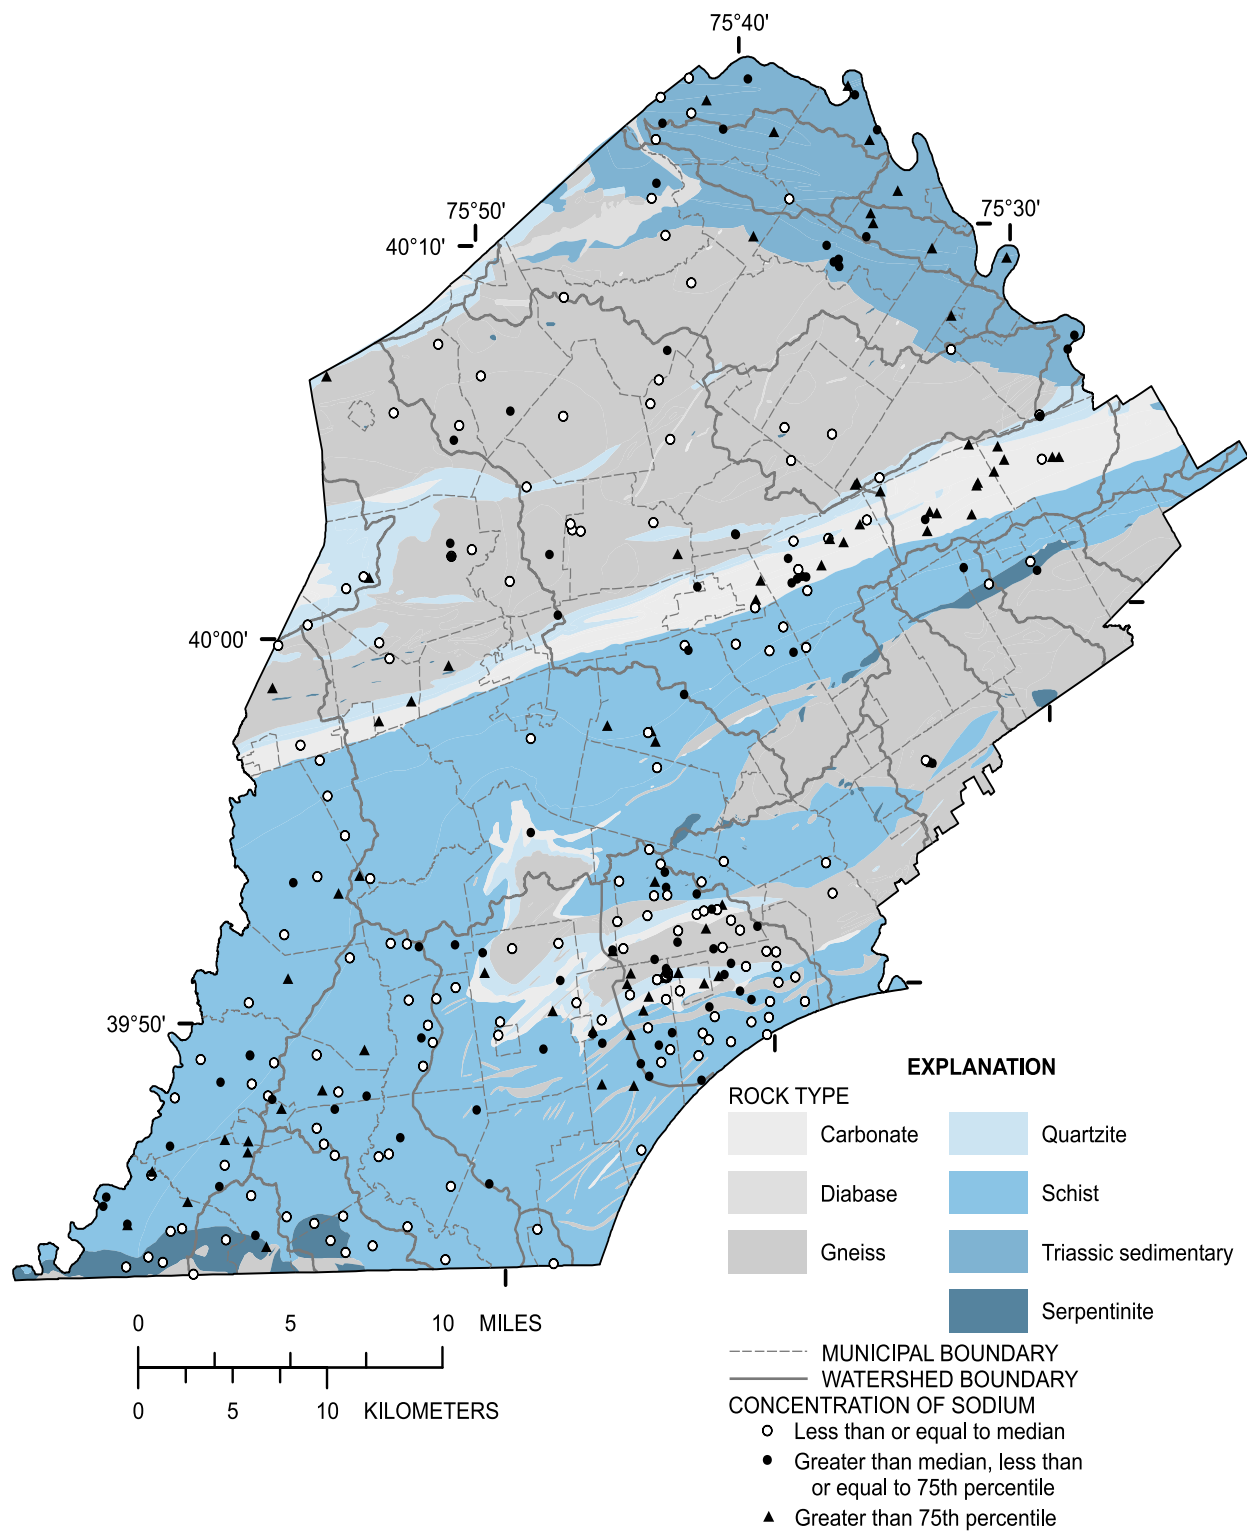 75°40'
75°50'
75°30'
40°10'
40°00'
39°50'
EXPLANATION
ROCK TYPE
Carbonate
Quartzite
Diabase
Schist
Gneiss
Triassic sedimentary
Serpentinite
0 5 10 MILES
0 5 10 KILOMETERS
MUNICIPAL BOUNDARY
WATERSHED BOUNDARY
CONCENTRATION OF SODIUM
Less than or equal to median
Greater than median, less than
or equal to 75th percentile
Greater than 75th percentile